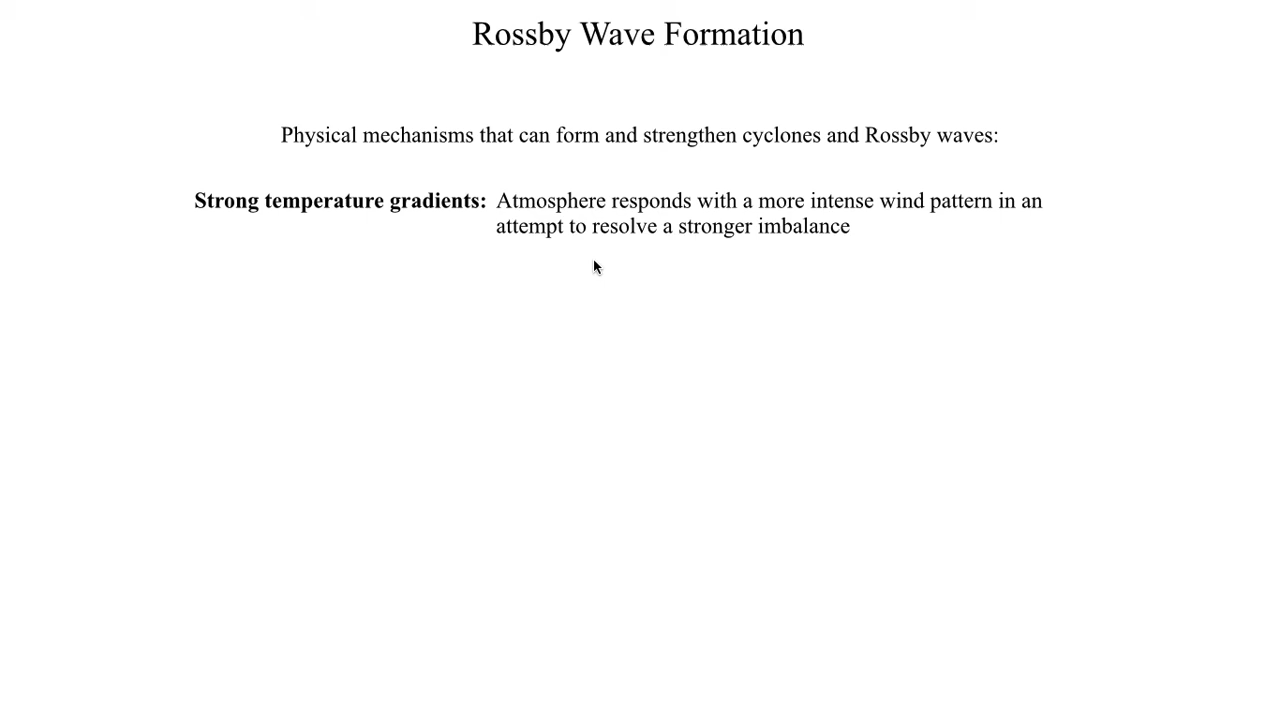 Rossby Wave Formation
Physical mechanisms that can form and strengthen cyclones and Rossby waves:
Strong temperature gradients: Atmosphere responds with a more intense wind pattern in an
attempt to resolve a stronger imbalance